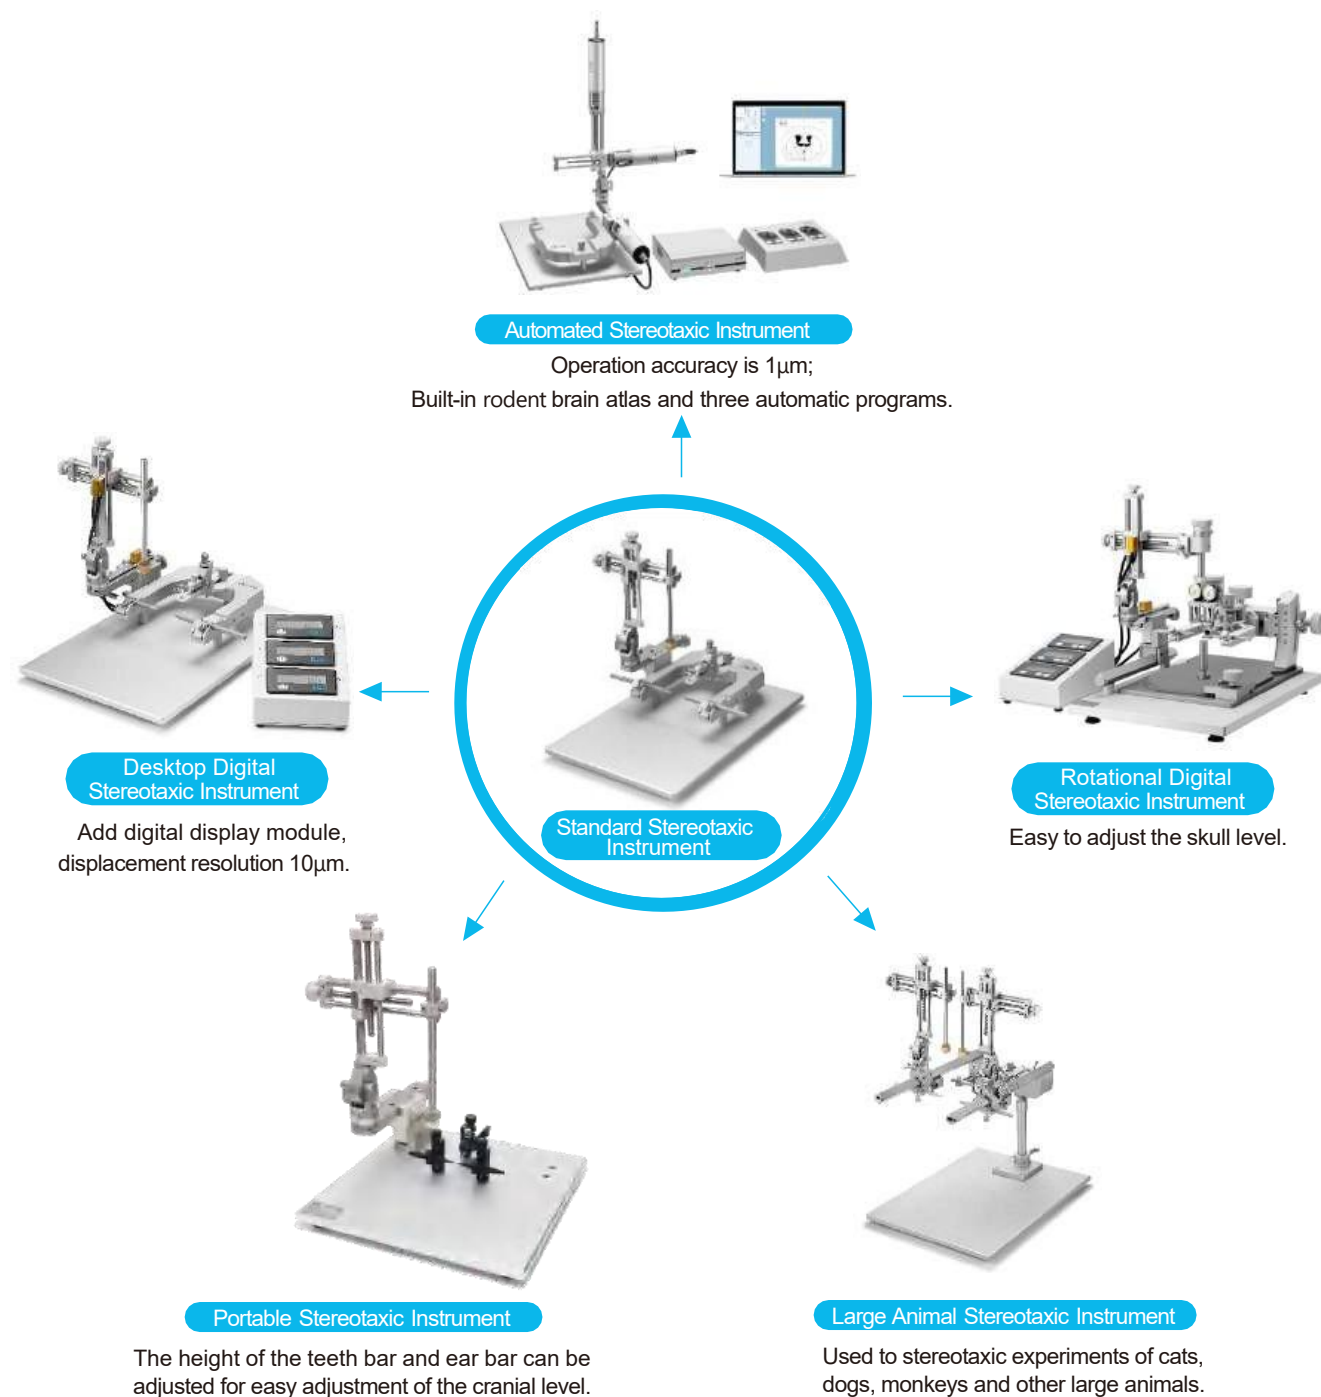 Automated Stereotaxic Instrument
Operation accuracy is 1μm;
Built-in rodent brain atlas and three automatic programs.
Desktop Digital
Stereotaxic Instrument
Add digital display module,
displacement resolution 10μm.
Standard Stereotaxic
Instrument
Rotational Digital
Stereotaxic Instrument
Easy to adjust the skull level.
Portable Stereotaxic Instrument
The height of the teeth bar and ear bar can be
adjusted for easy adjustment of the cranial level.
Large Animal Stereotaxic Instrument
Used to stereotaxic experiments of cats,
dogs, monkeys and other large animals.